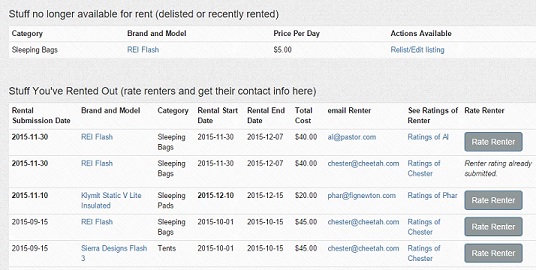 Stuff no longer available for rent (delisted or recently rented)
Category Brand and Model Price Per Day Actions Available
Sleeping Bags REI Flash $5.00 Relist/Edit listing
Stuff You've Rented Out (rate renters and get their contact info here)
Rental Submission Date Brand and Model Category Rental Start Date Rental End Date Total Cost email Renter See Ratings of Renter Rate Renter
2015-11-30 REI Flash Sleeping Bags 2015-11-30 2015-12-07 $40.00 al@pastor.com Ratings of Al Rate Renter
2015-11-30 REI Flash Sleeping Bags 2015-11-30 2015-12-07 $40.00 chester@cheetah.com Ratings of Chester Renter rating already submitted.
2015-11-10 Klymit Static V Lite Insulated Sleeping Pads 2015-12-10 2015-12-15 $20.00 phar@fignewton.com Ratings of Phar Rate Renter
2015-09-15 REI Flash Sleeping Bags 2015-10-01 2015-10-15 $45.00 chester@cheetah.com Ratings of Chester Rate Renter
2015-09-15 Sierra Designs Flash 3 Tents 2015-10-01 2015-10-15 $45.00 chester@cheetah.com Ratings of Chester Rate Renter